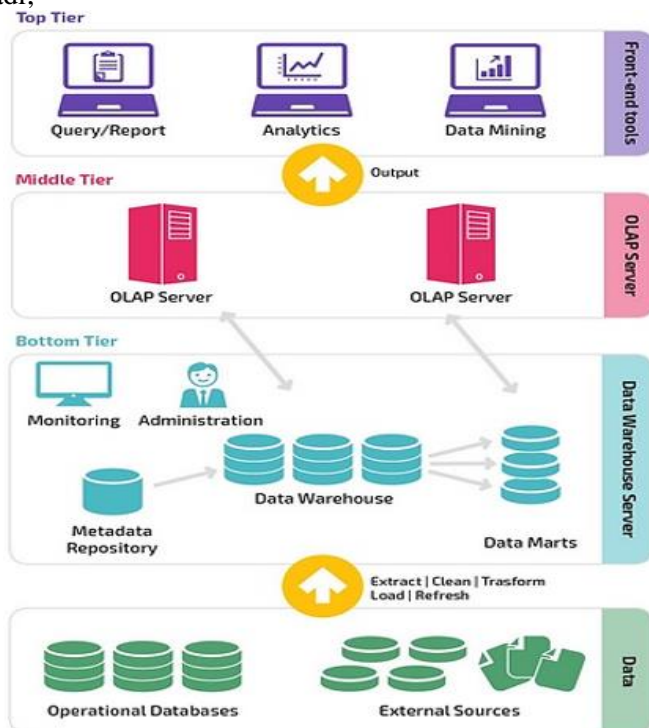 Top Tier
Query/Report
Analytics
Data Mining
Front-end tools
Output
Middle Tier
OLAP Server
OLAP Server
OLAP Server
Bottom Tier
Monitoring
Administration
Data Warehouse
Metadata
Repository
Data Marts
Data Warehouse Server
Extract | Clean | Trasform
Load | Refresh
Operational Databases
External Sources
Data